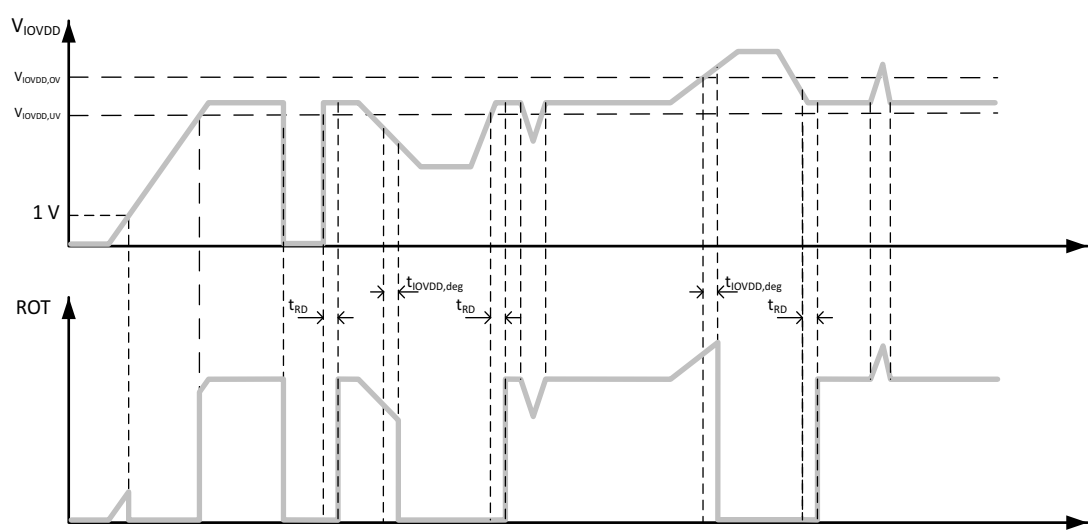 VIOVDD
VIOVDD,OV
VIOVDD,UV
1 V
tIOVDD,deg
tIOVDD,deg
ROT
tRD
tRD
tRD